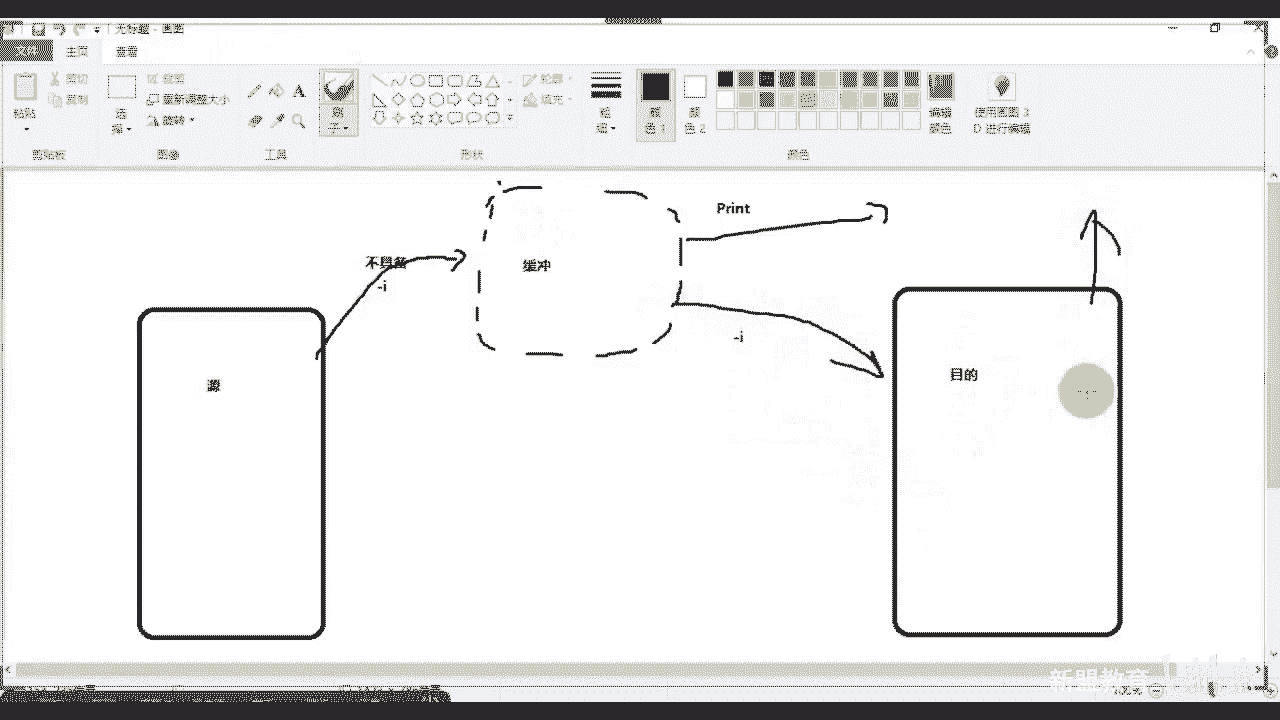 无标题 - 画图
主页
查看
粘贴
剪切
复制
选
择
裁剪
重新调整大小
旋转
刷
子
轮廓
填充
粗
细
颜
色 1
颜
色 2
编辑
颜色
使用画图 3
D 进行编辑
剪贴板
图像
工具
形状
颜色
Print
不具备
-i
缓冲
-i
源
目的
新盟教育